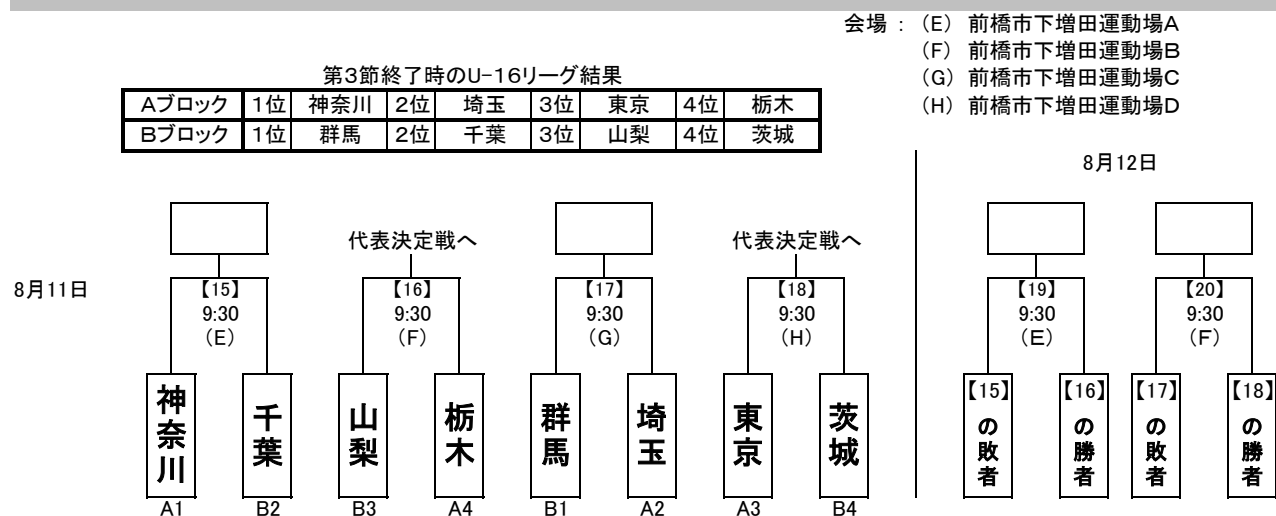 会場 : （E） 前橋市下増田運動場A
（F） 前橋市下増田運動場B
（G） 前橋市下増田運動場C
（H） 前橋市下増田運動場D
第3節終了時のU-16リーグ結果
Aブロック 1位 神奈川 2位 埼玉 3位 東京 4位 栃木
Bブロック 1位 群馬 2位 千葉 3位 山梨 4位 茨城
8月12日
代表決定戦へ 代表決定戦へ
8月11日 【15】 【16】 【17】 【18】 【19】 【20】
9:30 9:30 9:30 9:30 9:30 9:30
（E） （F） （G） （H） （E） （F）
神奈川 千葉 山梨 栃木 群馬 埼玉 東京 茨城 【15】の敗者 【16】の勝者 【17】の敗者 【18】の勝者
A1 B2 B3 A4 B1 A2 A3 B4